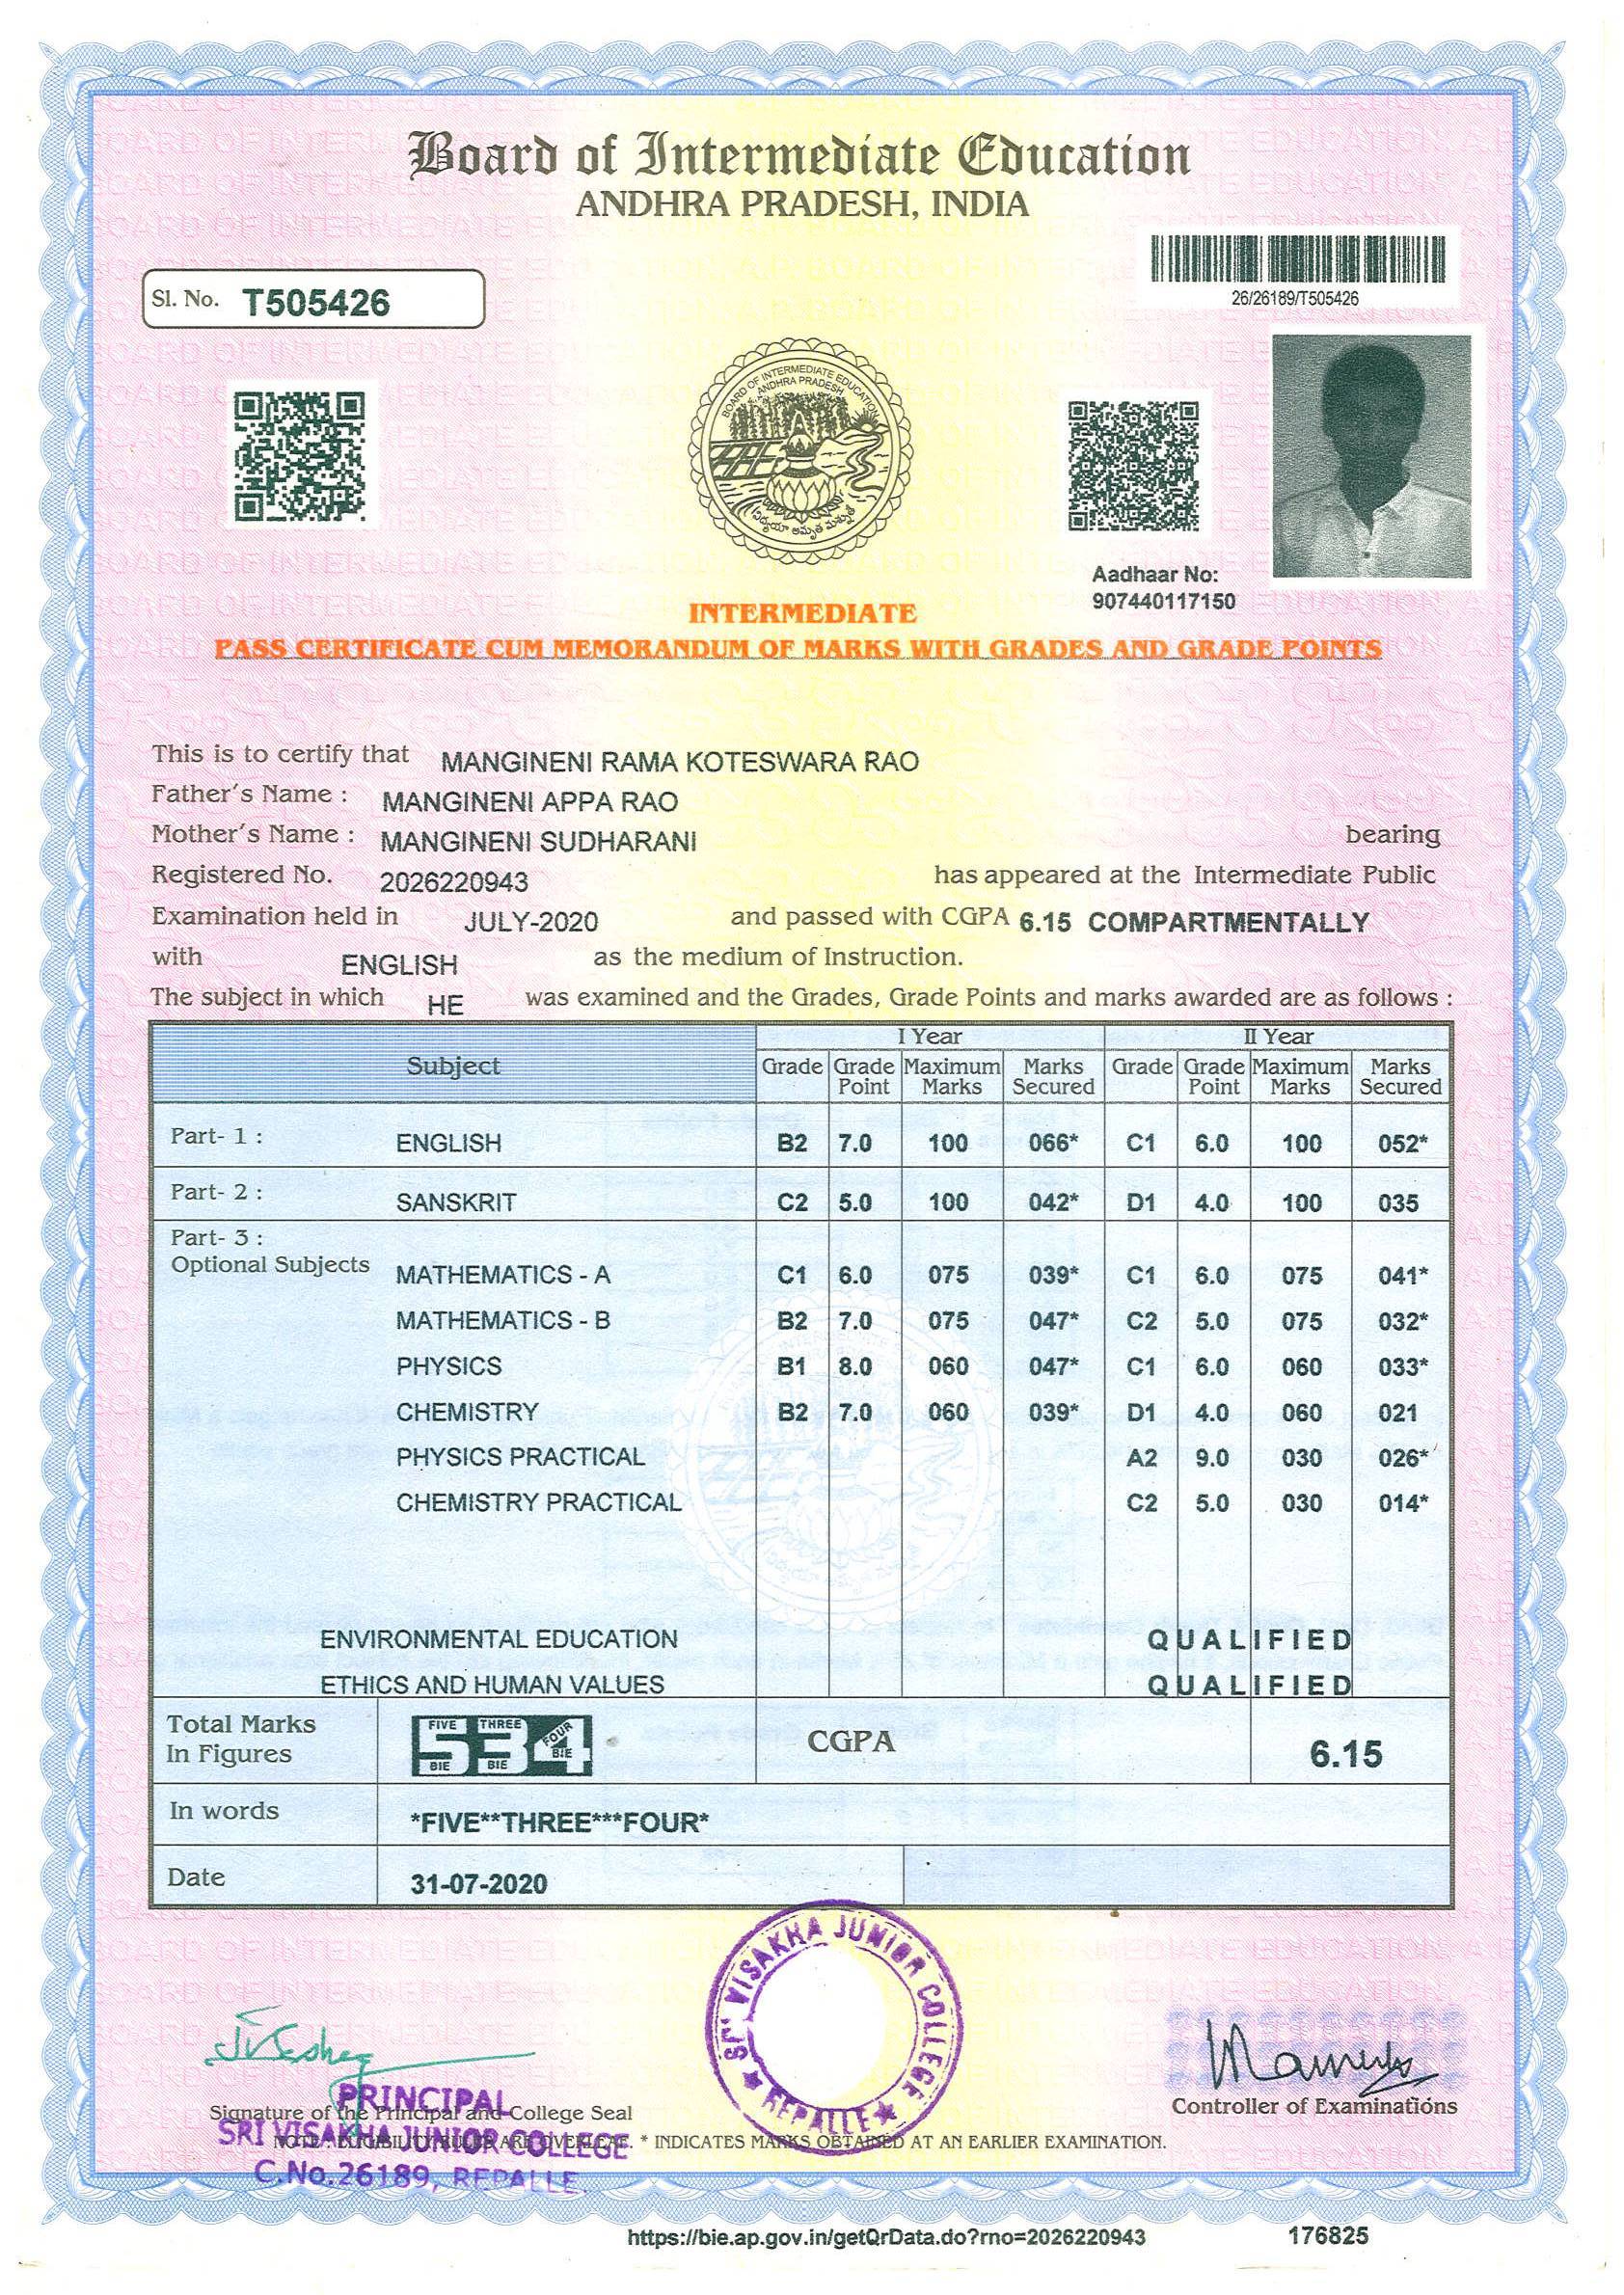 Board of Intermediate Education
ANDHRA PRADESH, INDIA
Sl. No. T505426
26/26189/T505426
BOARD OF INTERMEDIATE EDUCATION
ANDHRA PRADESH
Aadhaar No:
907440117150
INTERMEDIATE
PASS CERTIFICATE CUM MEMORANDUM OF MARKS WITH GRADES AND GRADE POINTS
This is to certify that MANGINENI RAMA KOTESWARA RAO
Father's Name : MANGINENI APPA RAO
Mother's Name : MANGINENI SUDHARANI bearing
Registered No. 2026220943 has appeared at the Intermediate Public
Examination held in JULY-2020 and passed with CGPA 6.15 COMPARTMENTALLY
with ENGLISH as the medium of Instruction.
The subject in which HE was examined and the Grades, Grade Points and marks awarded are as follows :
Subject I Year II Year
Grade Grade Point Maximum Marks Marks Secured Grade Grade Point Maximum Marks Marks Secured
Part- 1 : ENGLISH B2 7.0 100 066* C1 6.0 100 052*
Part- 2 : SANSKRIT C2 5.0 100 042* D1 4.0 100 035
Part- 3 :
Optional Subjects MATHEMATICS - A C1 6.0 075 039* C1 6.0 075 041*
MATHEMATICS - B B2 7.0 075 047* C2 5.0 075 032*
PHYSICS B1 8.0 060 047* C1 6.0 060 033*
CHEMISTRY B2 7.0 060 039* D1 4.0 060 021
PHYSICS PRACTICAL A2 9.0 030 026*
CHEMISTRY PRACTICAL C2 5.0 030 014*
ENVIRONMENTAL EDUCATION QUALIFIED
ETHICS AND HUMAN VALUES QUALIFIED
Total Marks In Figures 534 CGPA 6.15
FIVE THREE FOUR
BIE BIE BIE
In words *FIVE**THREE***FOUR*
Date 31-07-2020
SRI VISAKHA JUNIOR COLLEGE
★ REPALLE ★
PRINCIPAL
Signature of the Principal and College Seal
Controller of Examinations
SRI VISAKHA JUNIOR COLLEGE
NOTE : ELIGIBILITY RULES ARE OVERLEAF. * INDICATES MARKS OBTAINED AT AN EARLIER EXAMINATION.
C.No.26189, REPALLE.
https://bie.ap.gov.in/getQrData.do?rno=2026220943 176825